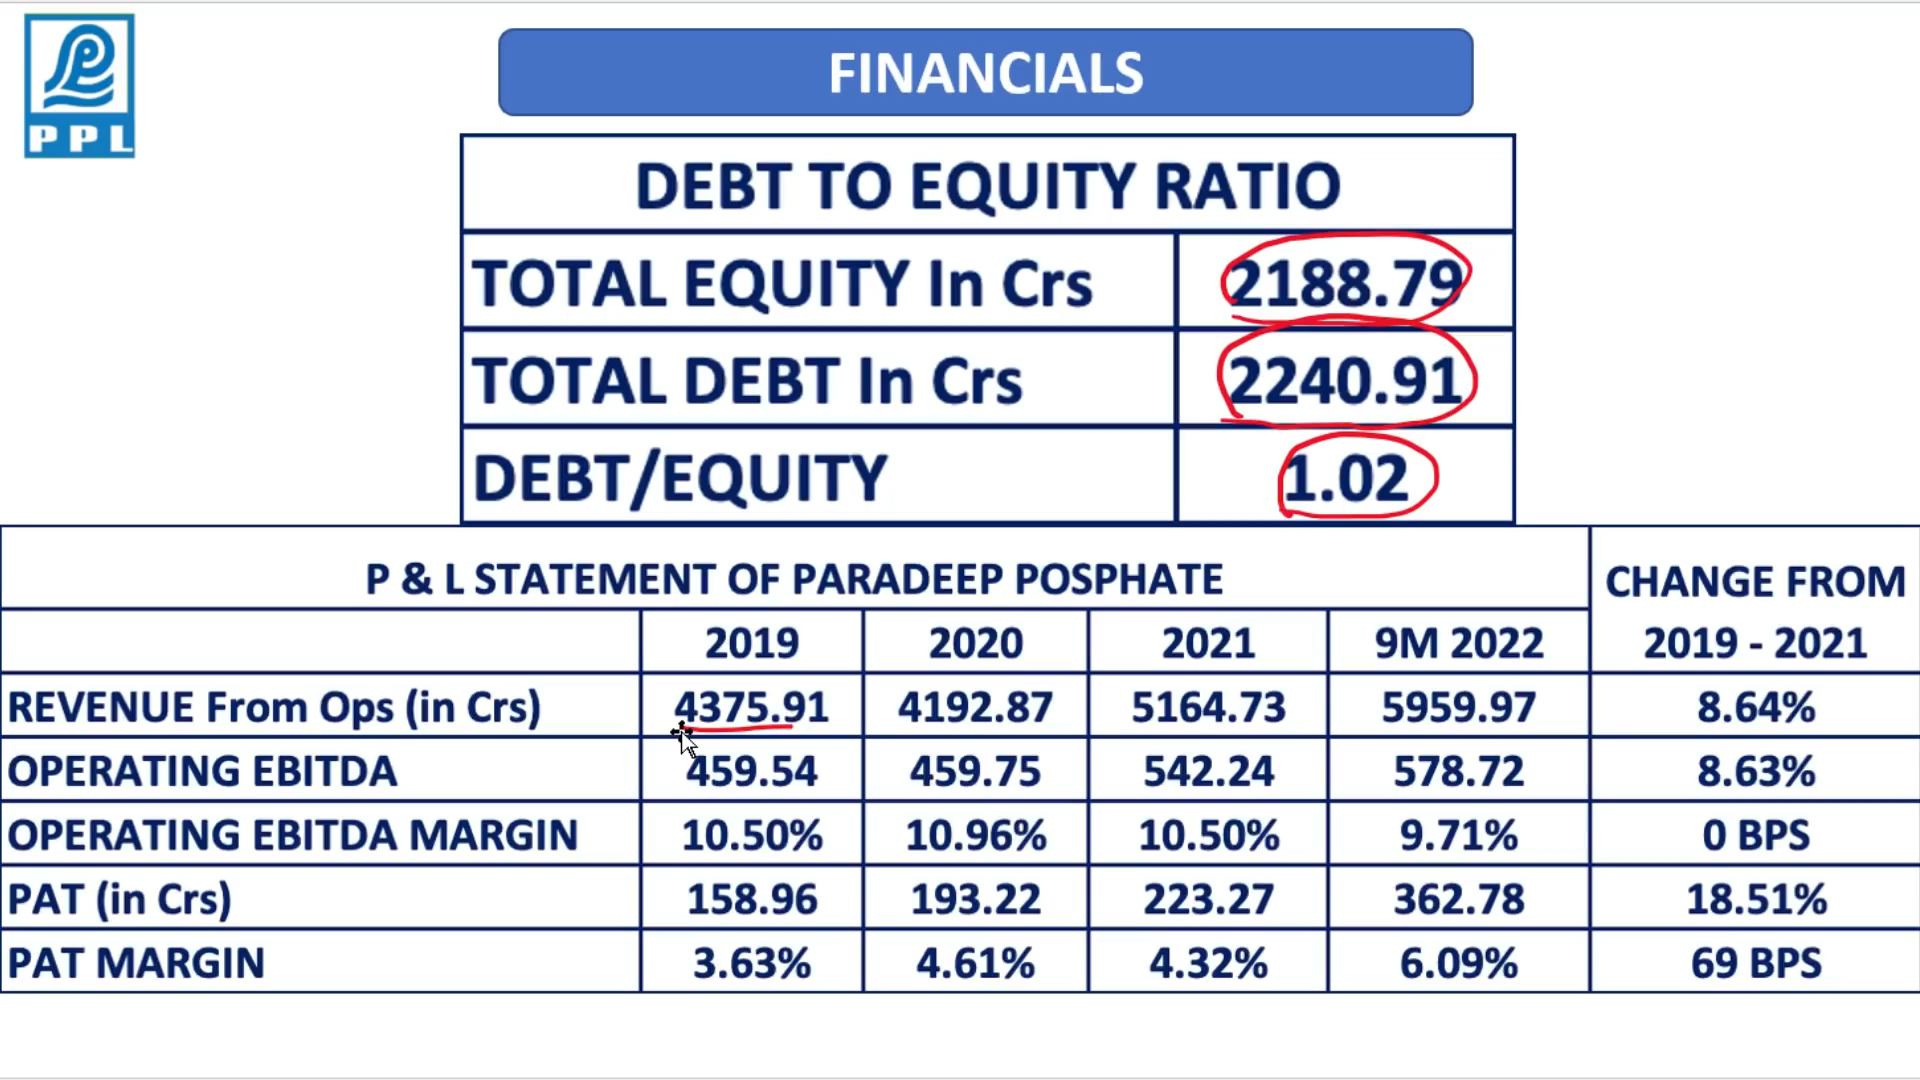 PPL
FINANCIALS
DEBT TO EQUITY RATIO
TOTAL EQUITY In Crs 2188.79
TOTAL DEBT In Crs 2240.91
DEBT/EQUITY 1.02
P & L STATEMENT OF PARADEEP POSPHATE CHANGE FROM
2019 2020 2021 9M 2022 2019 - 2021
REVENUE From Ops (in Crs) 4375.91 4192.87 5164.73 5959.97 8.64%
OPERATING EBITDA 459.54 459.75 542.24 578.72 8.63%
OPERATING EBITDA MARGIN 10.50% 10.96% 10.50% 9.71% 0 BPS
PAT (in Crs) 158.96 193.22 223.27 362.78 18.51%
PAT MARGIN 3.63% 4.61% 4.32% 6.09% 69 BPS